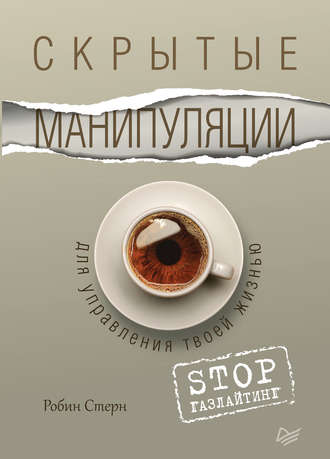 СКРЫТЫЕ
МАНИПУЛЯЦИИ
для управления твоей жизнью
STOP
ГАЗЛАЙТИНГ
Робин Стерн